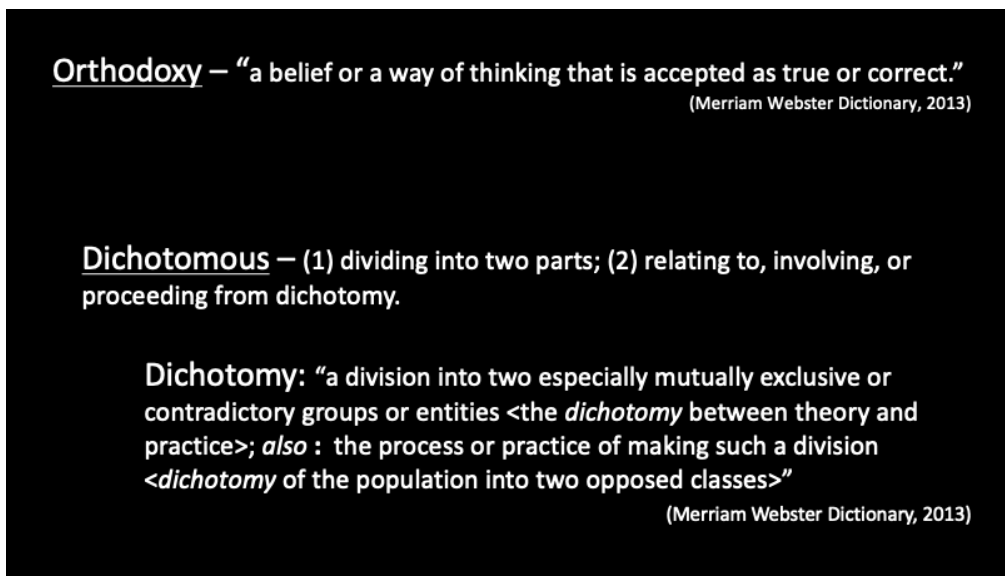 Orthodoxy – “a belief or a way of thinking that is accepted as true or correct.”
(Merriam Webster Dictionary, 2013)
Dichotomous – (1) dividing into two parts; (2) relating to, involving, or
proceeding from dichotomy.
Dichotomy: “a division into two especially mutually exclusive or
contradictory groups or entities <the dichotomy between theory and
practice>; also : the process or practice of making such a division
<dichotomy of the population into two opposed classes>”
(Merriam Webster Dictionary, 2013)